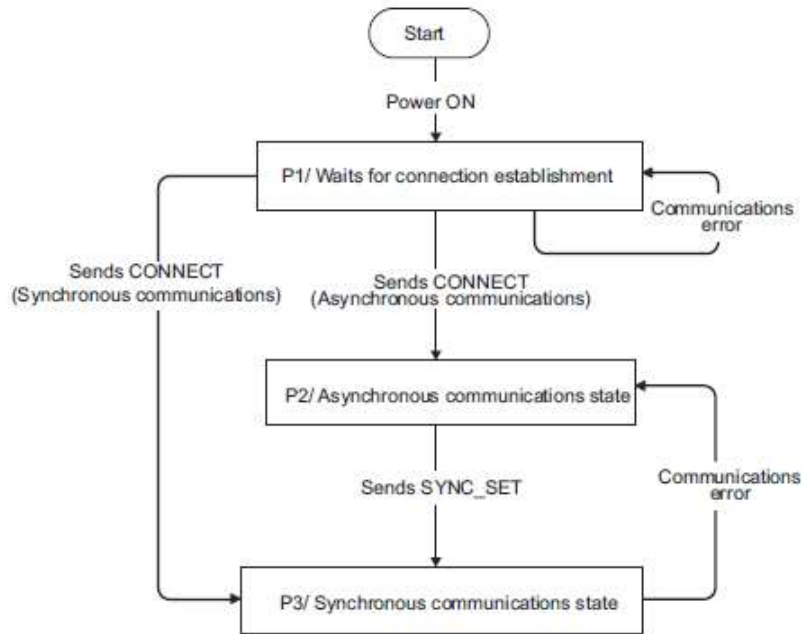 Start
Power ON
P1/ Waits for connection establishment
Communications
error
Sends CONNECT
(Synchronous communications)
Sends CONNECT
(Asynchronous communications)
P2/ Asynchronous communications state
Sends SYNC_SET
Communications
error
P3/ Synchronous communications state